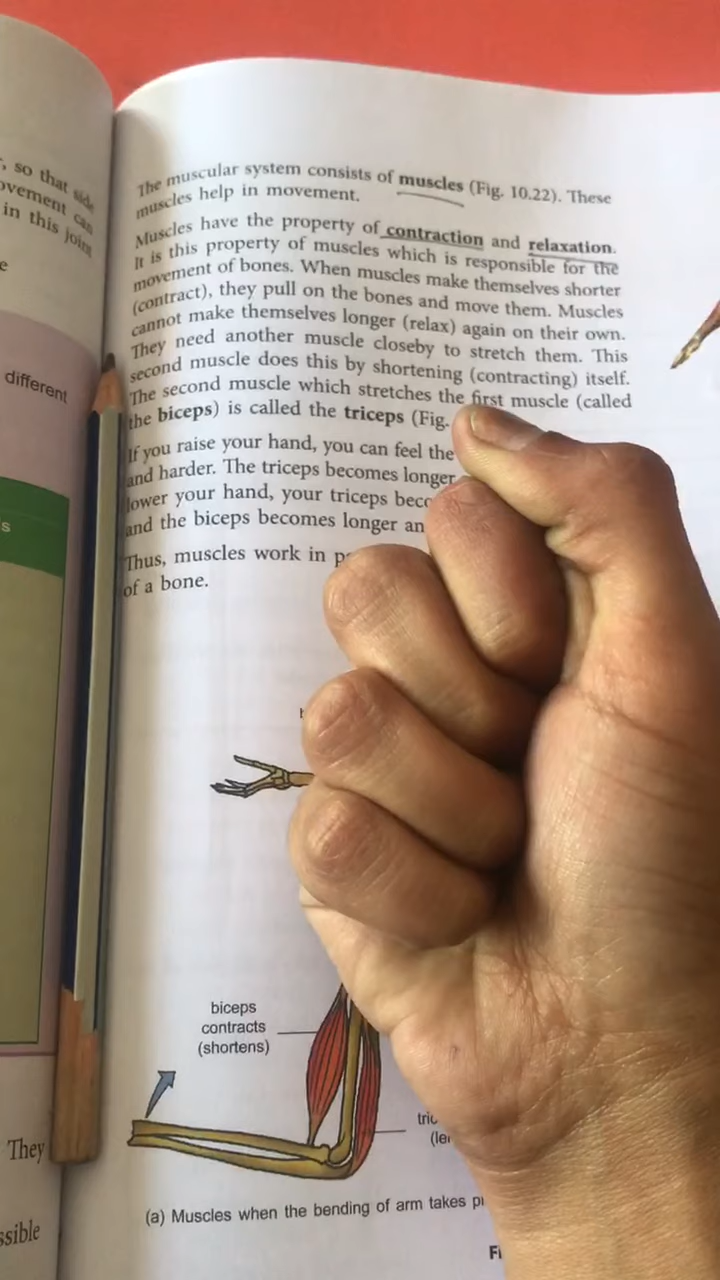 , so that side
ovement can
in this joint
e
different
s
They
ssible
The muscular system consists of muscles (Fig. 10.22). These
muscles help in movement.
Muscles have the property of contraction and relaxation.
It is this property of muscles which is responsible for the
movement of bones. When muscles make themselves shorter
(contract), they pull on the bones and move them. Muscles
cannot make themselves longer (relax) again on their own.
They need another muscle closeby to stretch them. This
second muscle does this by shortening (contracting) itself.
The second muscle which stretches the first muscle (called
the biceps) is called the triceps (Fig.
If you raise your hand, you can feel the
and harder. The triceps becomes longer
lower your hand, your triceps beco
and the biceps becomes longer an
Thus, muscles work in p
of a bone.
biceps
contracts
(shortens)
tric
(le
(a) Muscles when the bending of arm takes p